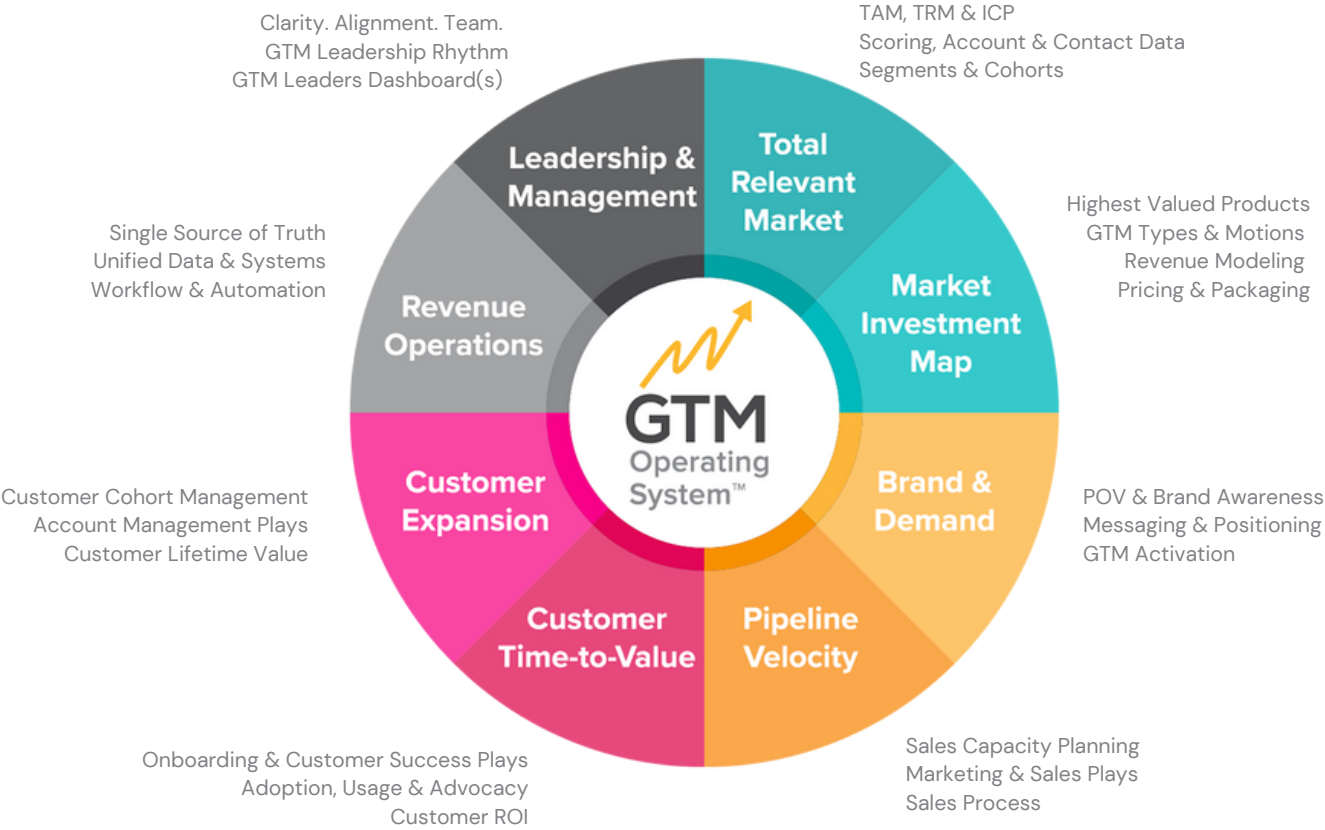 Clarity. Alignment. Team.
GTM Leadership Rhythm
GTM Leaders Dashboard(s)
TAM, TRM & ICP
Scoring, Account & Contact Data
Segments & Cohorts
Leadership &
Management
Total
Relevant
Market
Highest Valued Products
GTM Types & Motions
Revenue Modeling
Pricing & Packaging
Single Source of Truth
Unified Data & Systems
Workflow & Automation
Revenue
Operations
Market
Investment
Map
GTM
Operating
System™
Customer
Expansion
Brand &
Demand
Customer Cohort Management
Account Management Plays
Customer Lifetime Value
POV & Brand Awareness
Messaging & Positioning
GTM Activation
Customer
Time-to-Value
Pipeline
Velocity
Onboarding & Customer Success Plays
Adoption, Usage & Advocacy
Customer ROI
Sales Capacity Planning
Marketing & Sales Plays
Sales Process